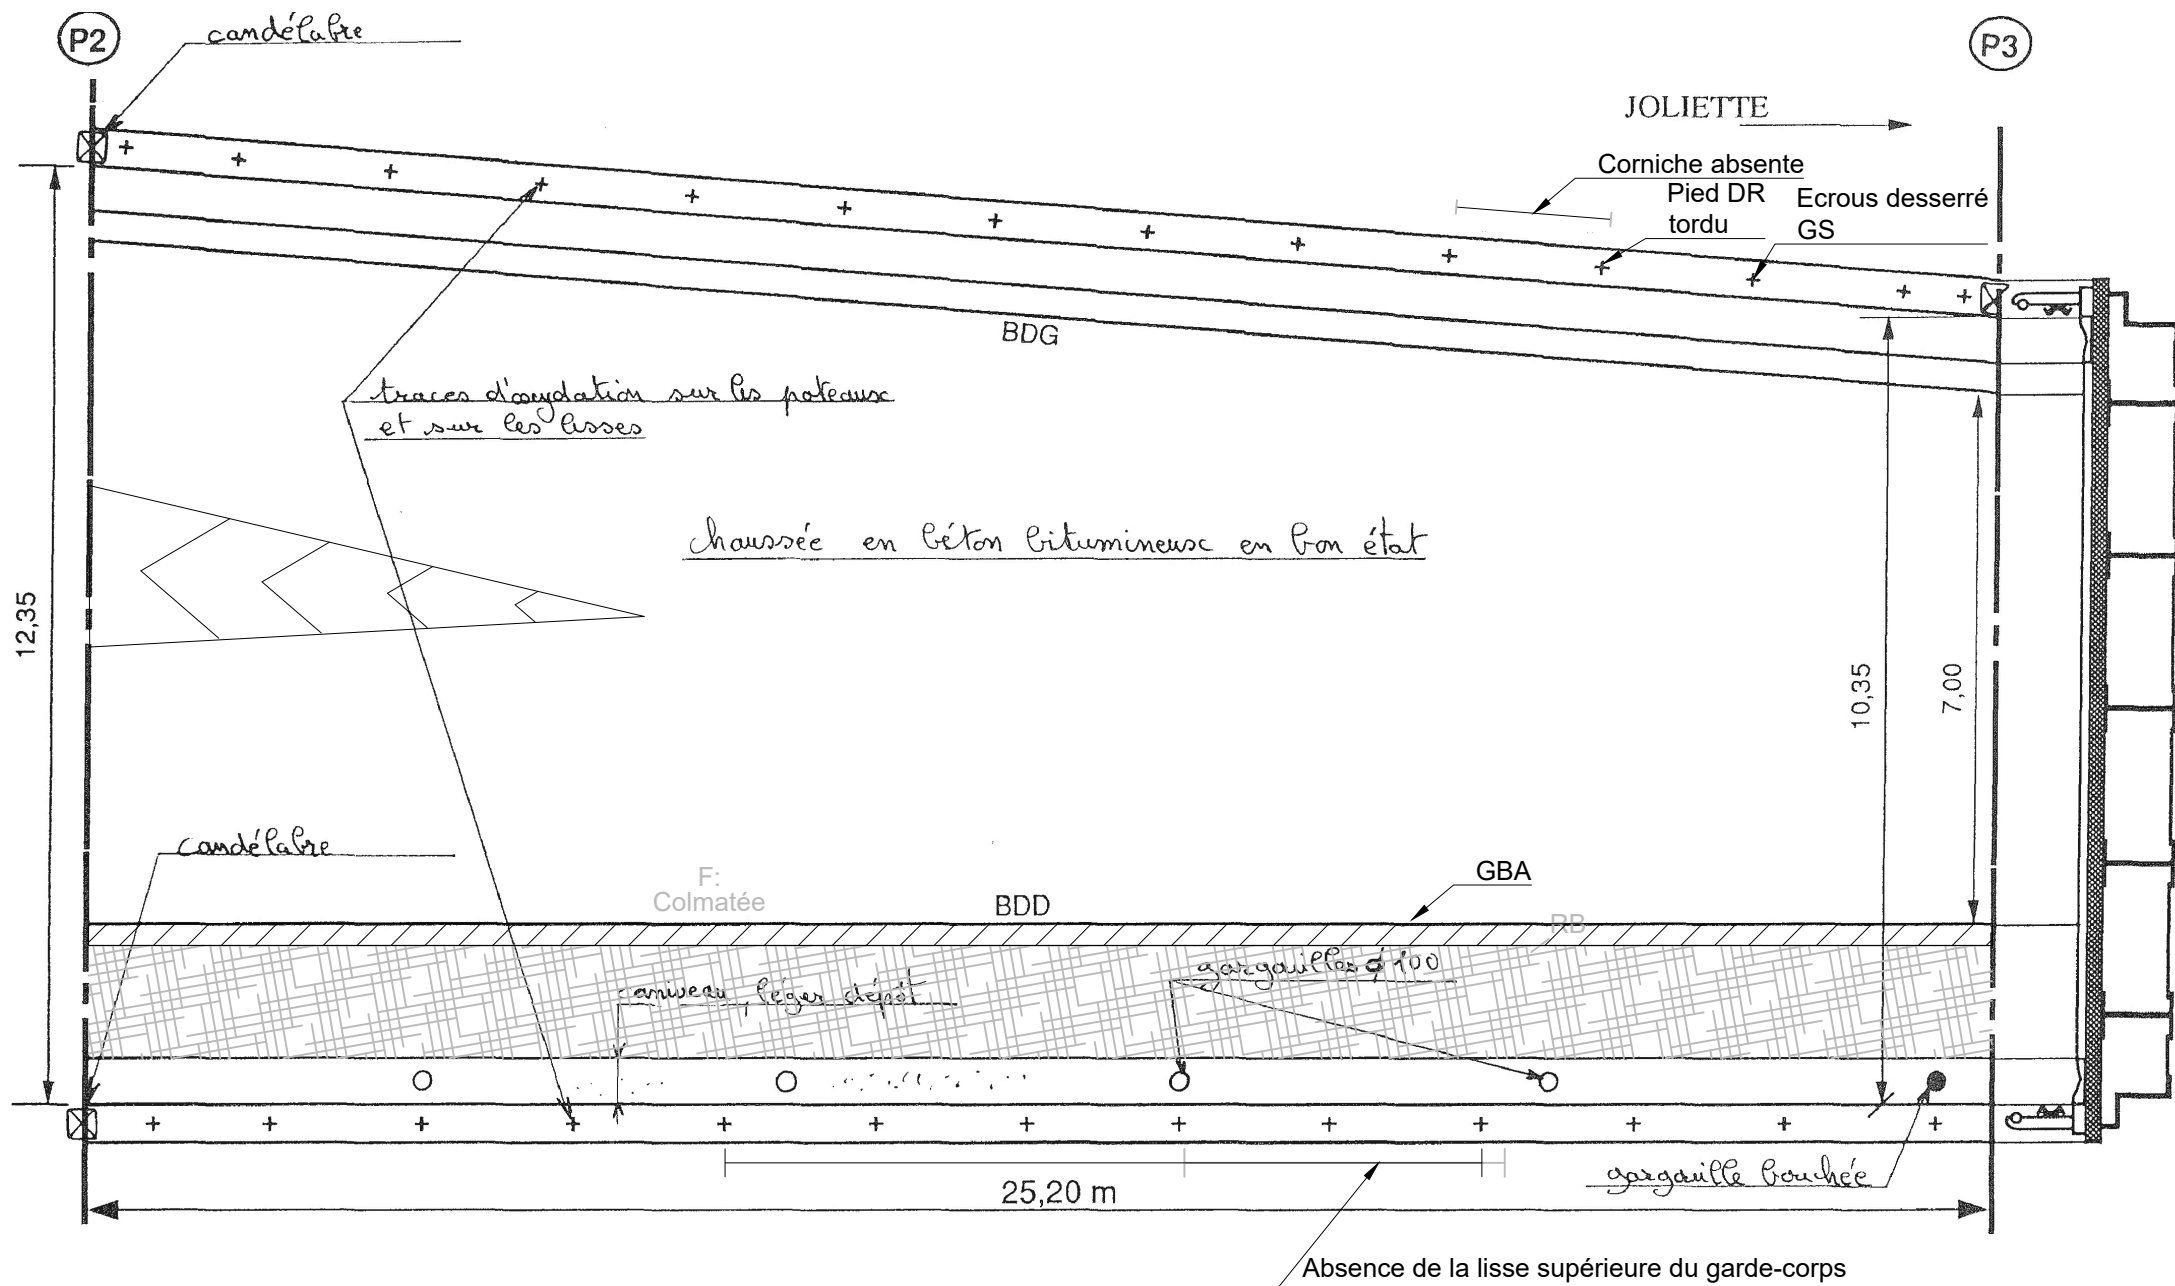 P2
candélabre
P3
JOLIETTE
Corniche absente
Pied DR
tordu
Ecrous desserré
GS
BDG
traces d'oxydation sur les poteaux
et sur les lisses
chaussée en béton bitumineux en bon état
12,35
10,35
7,00
candélabre
F:
Colmatée
BDD
GBA
RB
gargouilles ø 100
caniveau, léger dépôt
gargouille bouchée
25,20 m
Absence de la lisse supérieure du garde-corps